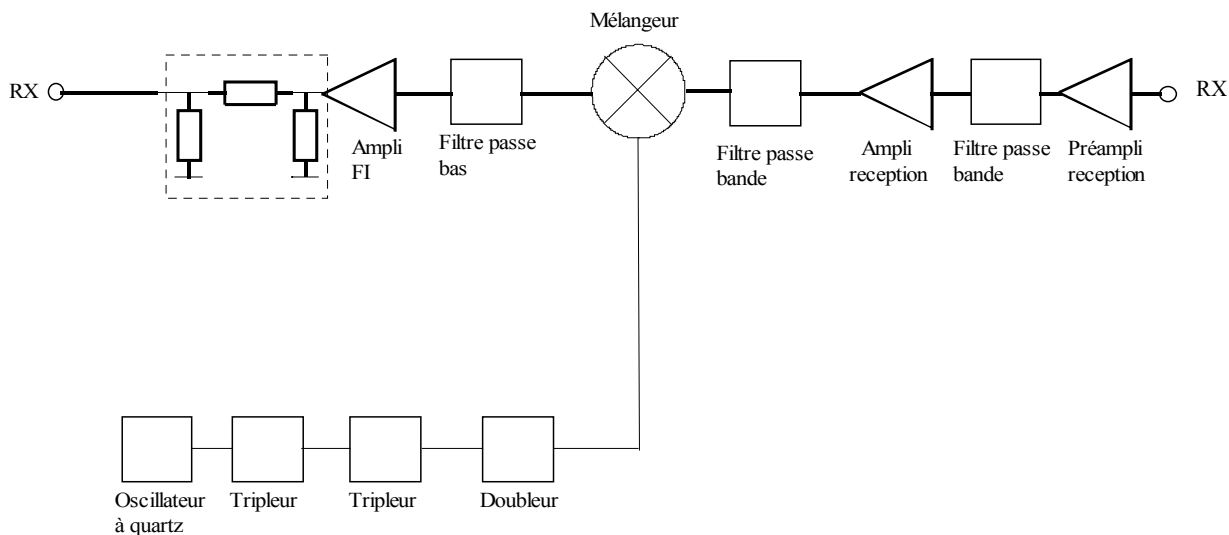 Mélangeur
RX
RX
Ampli
FI
Filtre passe
bas
Filtre passe
bande
Ampli
reception
Filtre passe
bande
Préampli
reception
Oscillateur
à quartz
Tripleur
Tripleur
Doubleur